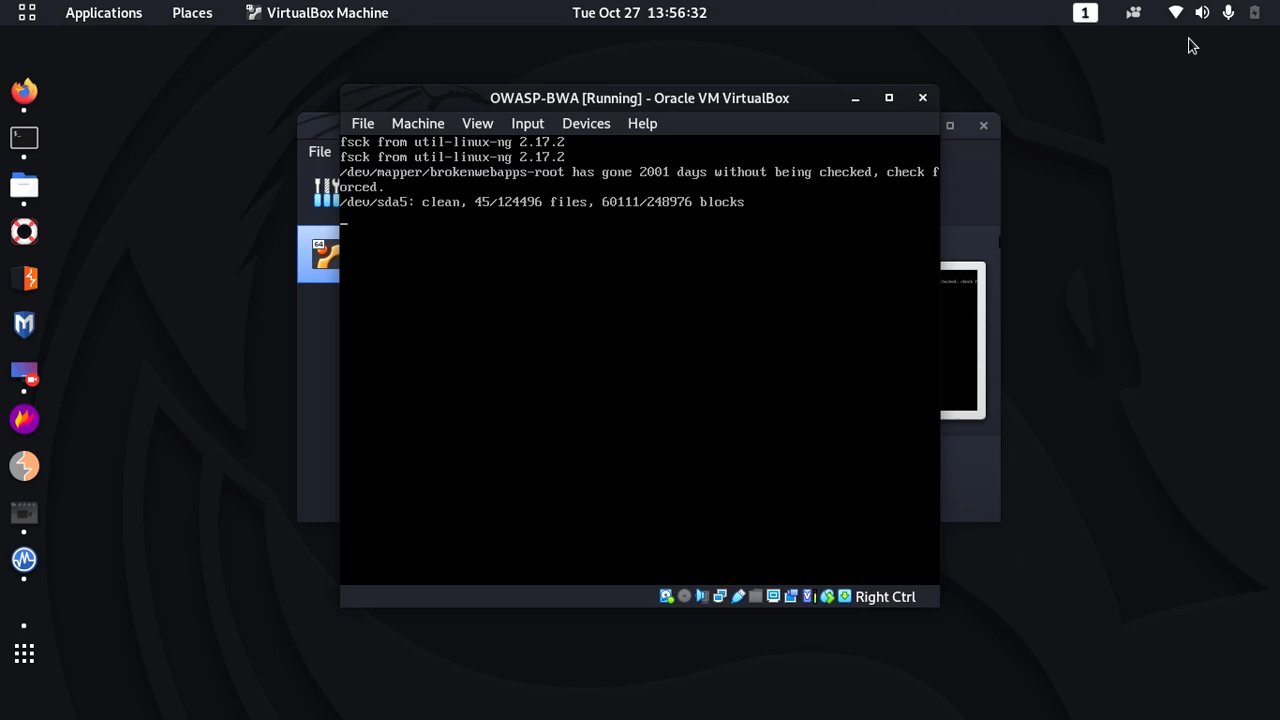 Applications Places VirtualBox Machine Tue Oct 27 13:56:32 1
OWASP-BWA [Running] - Oracle VM VirtualBox
File Machine View Input Devices Help
File
fsck from util-linux-ng 2.17.2
fsck from util-linux-ng 2.17.2
/dev/mapper/brokenwebapps-root has gone 2001 days without being checked, check f
orced.
/dev/sda5: clean, 45/124496 files, 60111/248976 blocks
64
Right Ctrl